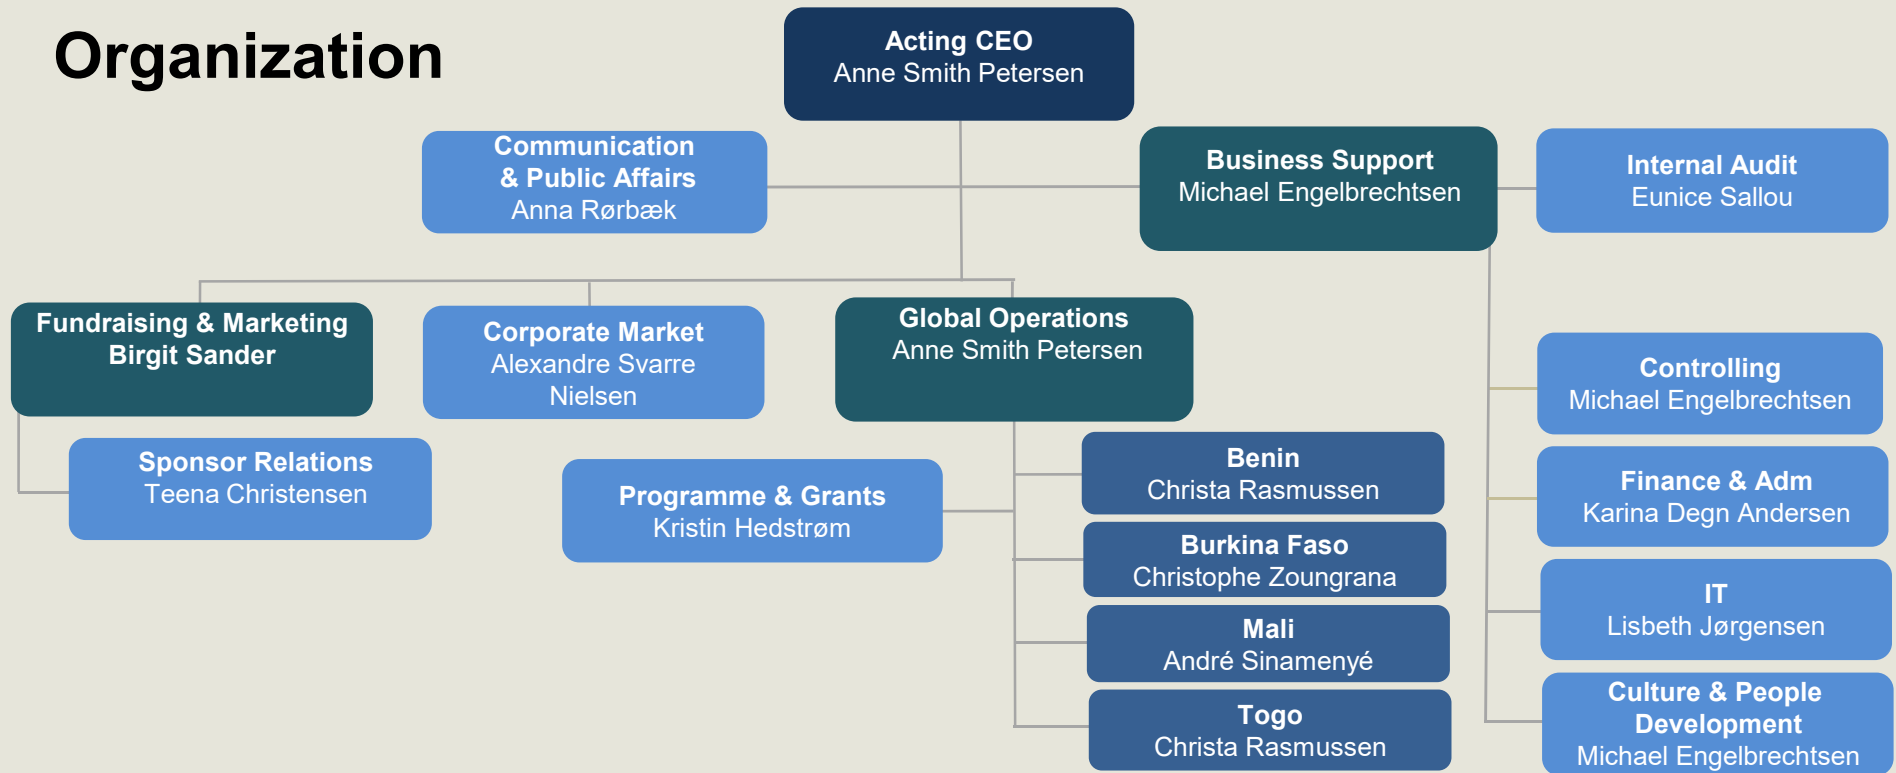 Organization
Acting CEO
Anne Smith Petersen
Communication
& Public Affairs
Anna Rørbæk
Business Support
Michael Engelbrechtsen
Internal Audit
Eunice Sallou
Fundraising & Marketing
Birgit Sander
Corporate Market
Alexandre Svarre
Nielsen
Global Operations
Anne Smith Petersen
Sponsor Relations
Teena Christensen
Programme & Grants
Kristin Hedstrøm
Benin
Christa Rasmussen
Burkina Faso
Christophe Zoungrana
Mali
André Sinamenyé
Togo
Christa Rasmussen
Controlling
Michael Engelbrechtsen
Finance & Adm
Karina Degn Andersen
IT
Lisbeth Jørgensen
Culture & People
Development
Michael Engelbrechtsen